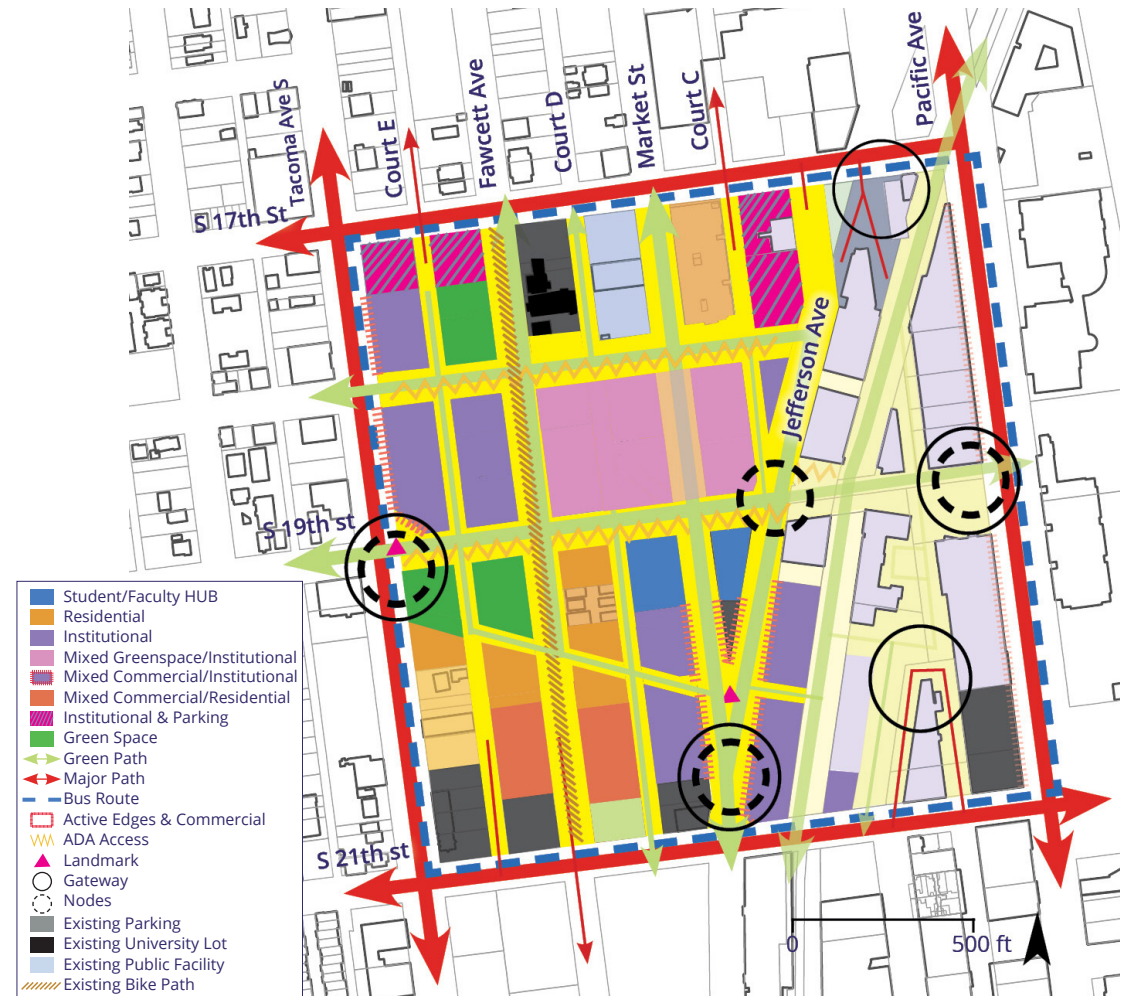 Tacoma Ave S
Court E
Fawcett Ave
Court D
Market St
Court C
Pacific Ave
S 17th St
Jefferson Ave
S 19th st
S 21th st
Student/Faculty HUB
Residential
Institutional
Mixed Greenspace/Institutional
Mixed Commercial/Institutional
Mixed Commercial/Residential
Institutional & Parking
Green Space
Green Path
Major Path
Bus Route
Active Edges & Commercial
ADA Access
Landmark
Gateway
Nodes
Existing Parking
Existing University Lot
Existing Public Facility
Existing Bike Path
0 500 ft